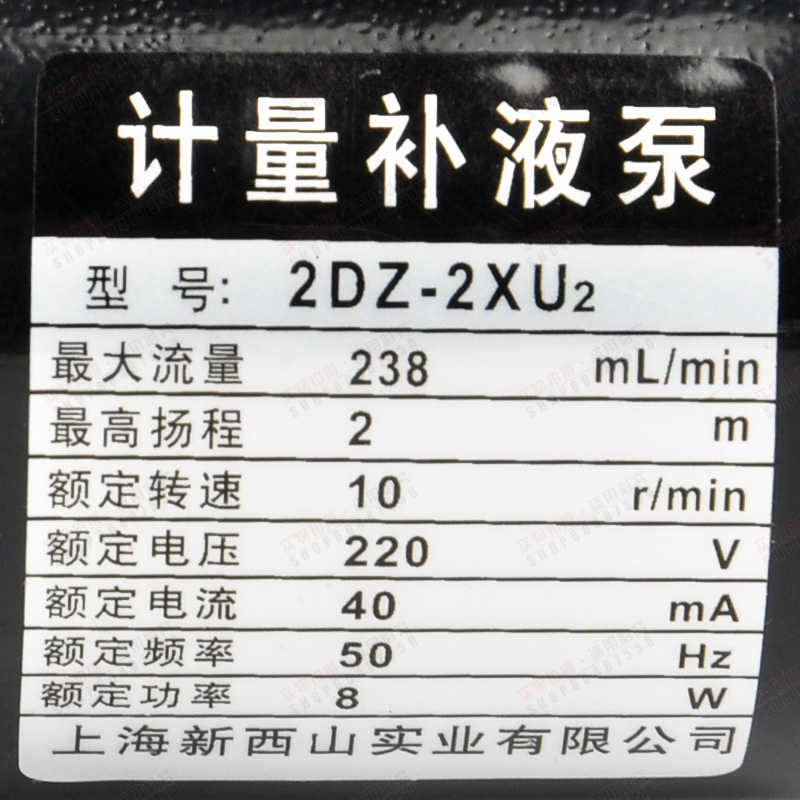 计量补液泵
型 号: 2DZ-2XU2
最大流量 238 mL/min
最高扬程 2 m
额定转速 10 r/min
额定电压 220 V
额定电流 40 mA
额定频率 50 Hz
额定功率 8 W
上海新西山实业有限公司